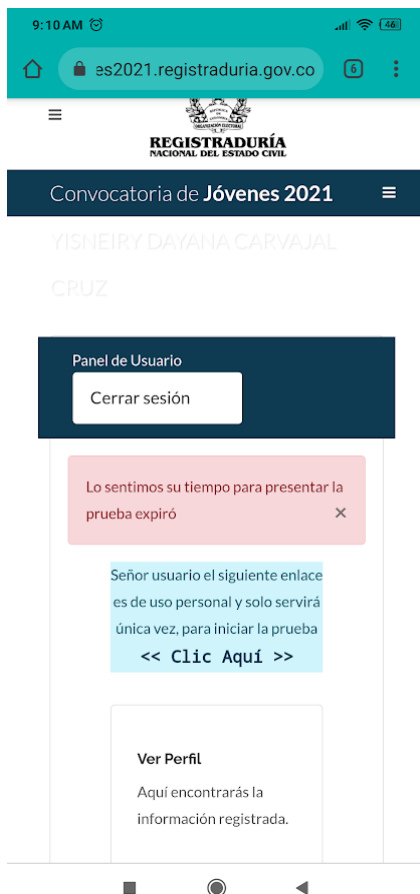 9:10 AM
46
es2021.registraduria.gov.co
6
ORGANIZACIÓN ELECTORAL
REGISTRADURÍA
NACIONAL DEL ESTADO CIVIL
Convocatoria de Jóvenes 2021
YISNEIRY DAYANA CARVAJAL
CRUZ
Panel de Usuario
Cerrar sesión
Lo sentimos su tiempo para presentar la
prueba expiró ×
Señor usuario el siguiente enlace
es de uso personal y solo servirá
única vez, para iniciar la prueba
<< Clic Aquí >>
Ver Perfil
Aquí encontrarás la
información registrada.